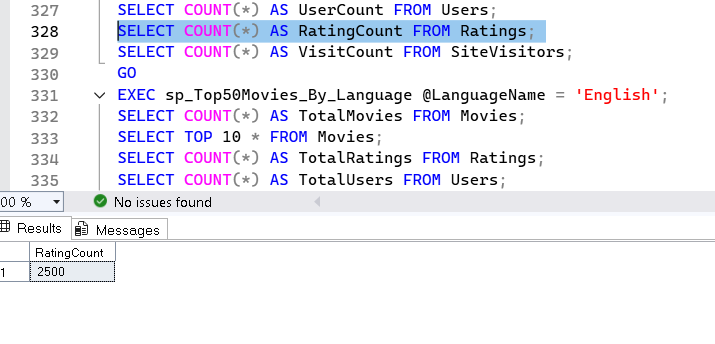 327 SELECT COUNT(*) AS UserCount FROM Users;
328 SELECT COUNT(*) AS RatingCount FROM Ratings;
329 SELECT COUNT(*) AS VisitCount FROM SiteVisitors;
330 GO
331 EXEC sp_Top50Movies_By_Language @LanguageName = 'English';
332 SELECT COUNT(*) AS TotalMovies FROM Movies;
333 SELECT TOP 10 * FROM Movies;
334 SELECT COUNT(*) AS TotalRatings FROM Ratings;
335 SELECT COUNT(*) AS TotalUsers FROM Users;
00 % No issues found
Results Messages
RatingCount
1 2500